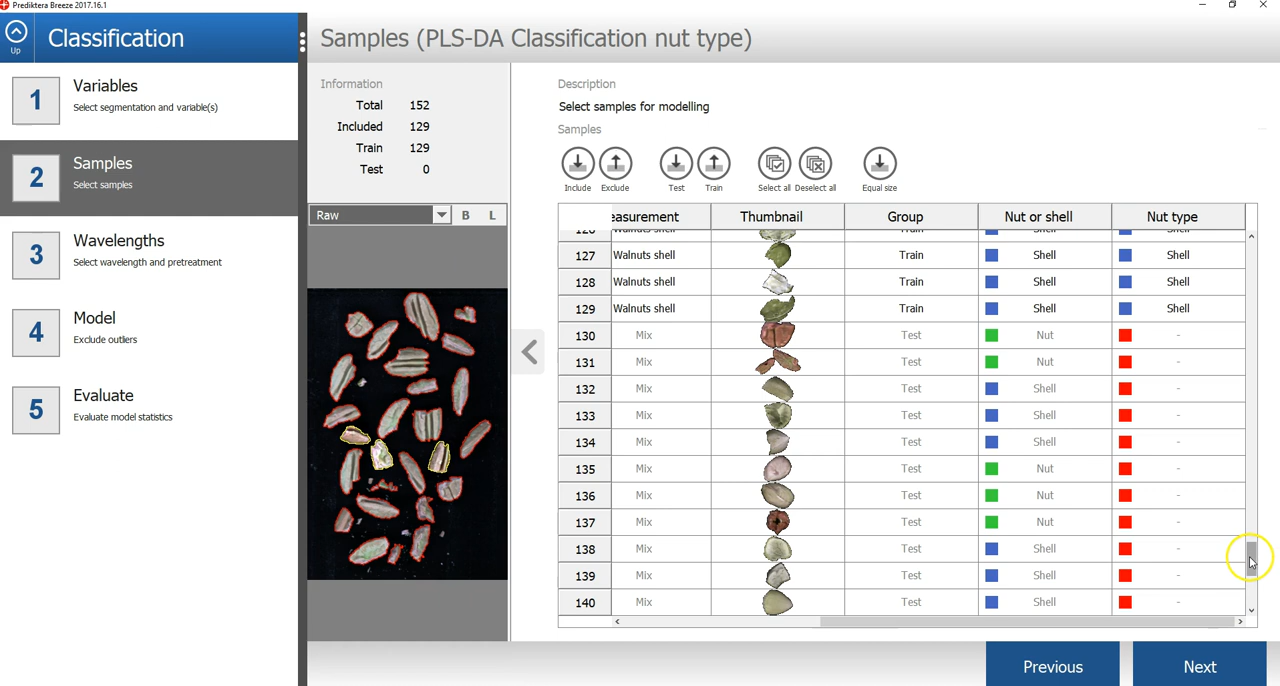 Prediktera Breeze 2017.16.1
Up
Classification
1
Variables
Select segmentation and variable(s)
2
Samples
Select samples
3
Wavelengths
Select wavelength and pretreatment
4
Model
Exclude outliers
5
Evaluate
Evaluate model statistics
Samples (PLS-DA Classification nut type)
Information
Total 152
Included 129
Train 129
Test 0
Raw B L
Description
Select samples for modelling
Samples
Include Exclude Test Train Select all Deselect all Equal size
easurement Thumbnail Group Nut or shell Nut type
126 Walnuts shell Train Shell Shell
127 Walnuts shell Train Shell Shell
128 Walnuts shell Train Shell Shell
129 Walnuts shell Train Shell Shell
130 Mix Test Nut -
131 Mix Test Nut -
132 Mix Test Shell -
133 Mix Test Shell -
134 Mix Test Shell -
135 Mix Test Nut -
136 Mix Test Nut -
137 Mix Test Nut -
138 Mix Test Shell -
139 Mix Test Shell -
140 Mix Test Shell -
Previous Next